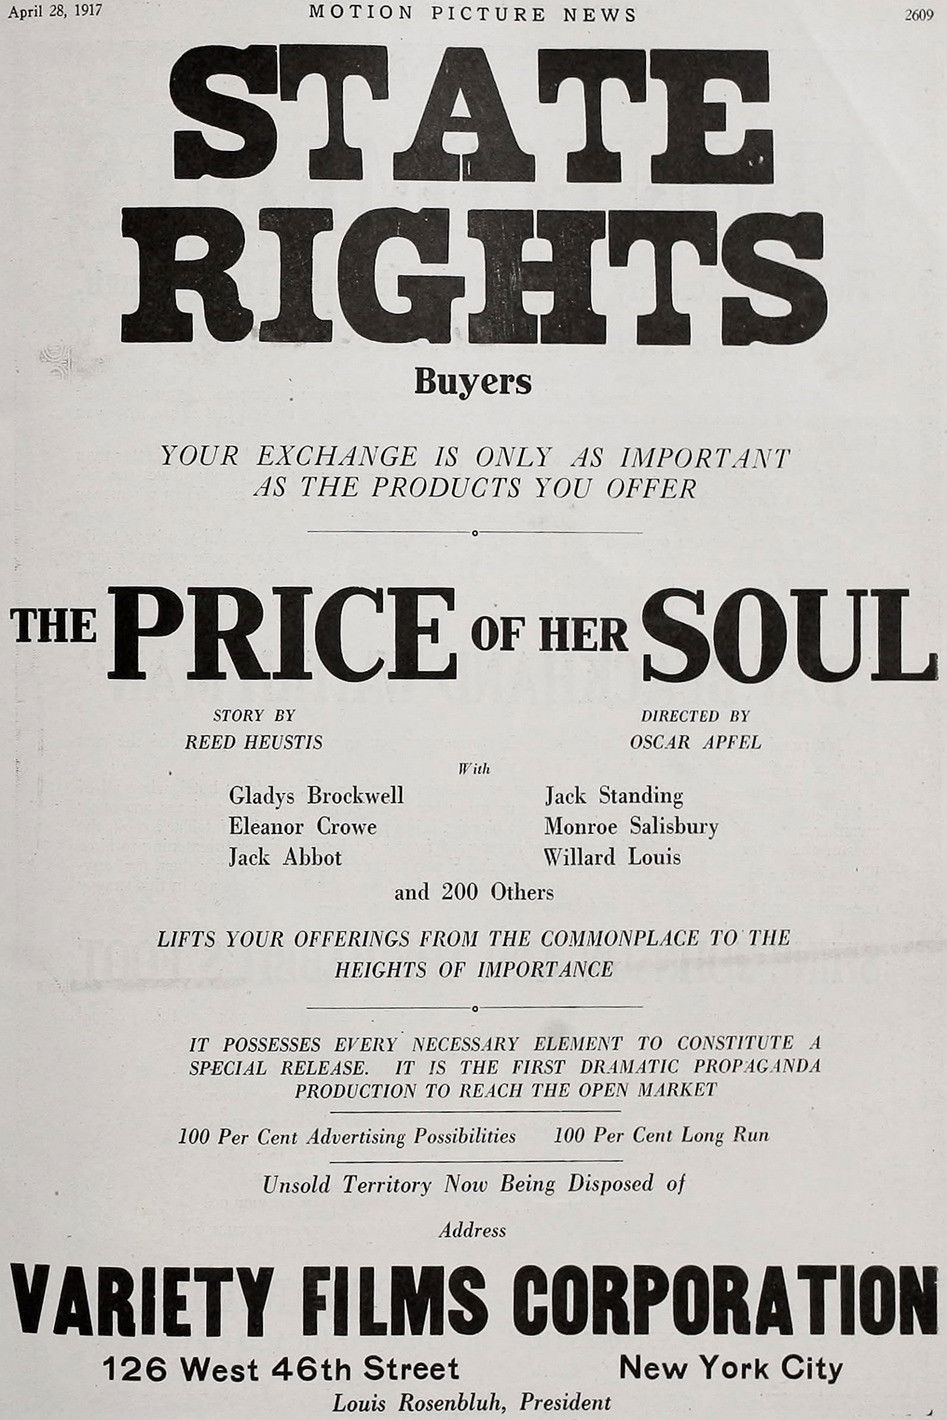 April 28, 1917 MOTION PICTURE NEWS 2609
STATE
RIGHTS
Buyers
YOUR EXCHANGE IS ONLY AS IMPORTANT
AS THE PRODUCTS YOU OFFER
THE PRICE OF HER SOUL
STORY BY DIRECTED BY
REED HEUSTIS OSCAR APFEL
With
Gladys Brockwell Jack Standing
Eleanor Crowe Monroe Salisbury
Jack Abbot Willard Louis
and 200 Others
LIFTS YOUR OFFERINGS FROM THE COMMONPLACE TO THE
HEIGHTS OF IMPORTANCE
IT POSSESSES EVERY NECESSARY ELEMENT TO CONSTITUTE A
SPECIAL RELEASE. IT IS THE FIRST DRAMATIC PROPAGANDA
PRODUCTION TO REACH THE OPEN MARKET
100 Per Cent Advertising Possibilities 100 Per Cent Long Run
Unsold Territory Now Being Disposed of
Address
VARIETY FILMS CORPORATION
126 West 46th Street New York City
Louis Rosenbluh, President